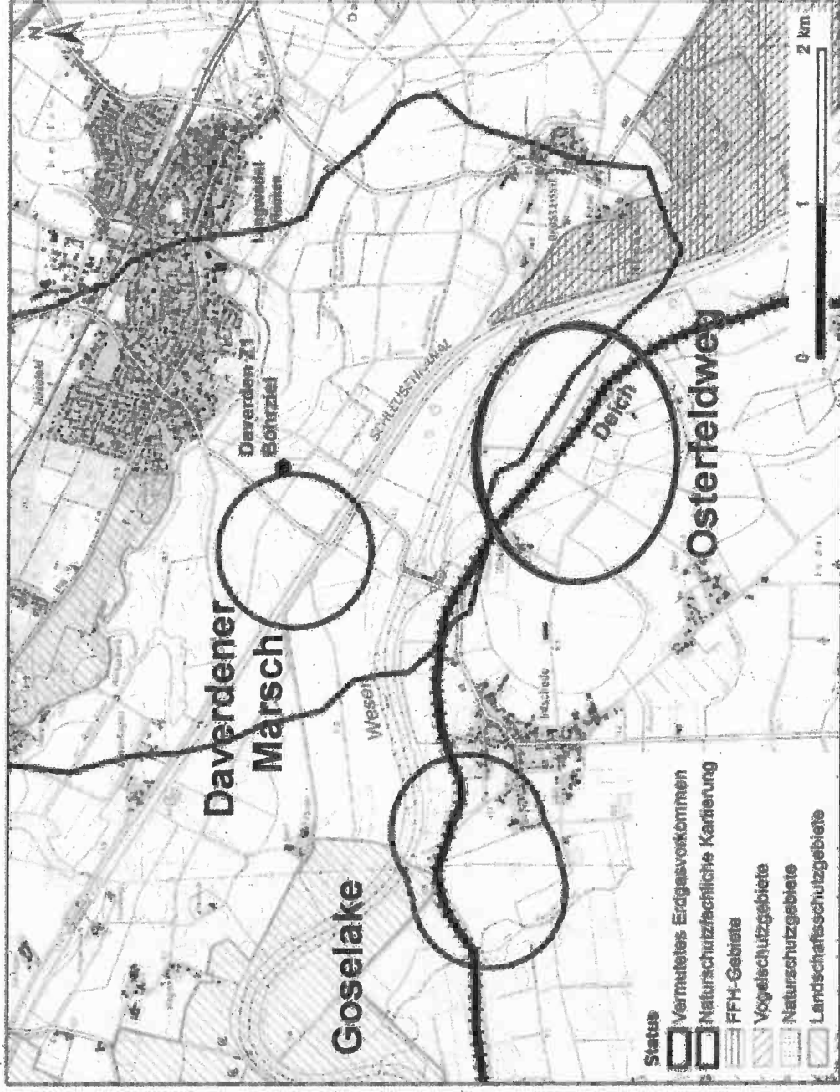 N
Daverden Z1
Bohrziel
Daverdener
Marsch
SCHLEUSENKANAL
Weser
Goselake
Deich
Osterfeldweg
Status
Vermutetes Erdgasvorkommen
Naturschutzfachliche Kartierung
FFH-Gebiete
Vogelschutzgebiete
Naturschutzgebiete
Landschaftsschutzgebiete
0 1 2 km